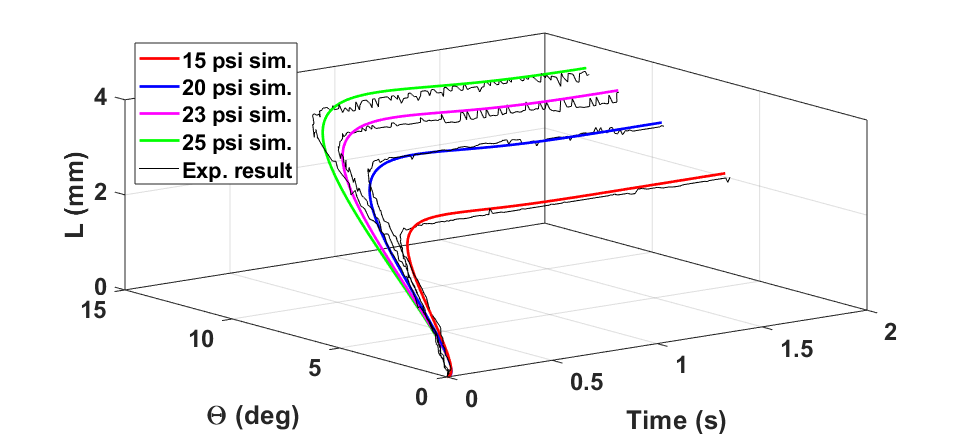 15 psi sim.
20 psi sim.
23 psi sim.
25 psi sim.
Exp. result
4
2
0
L (mm)
15
10
5
0
Θ (deg)
0
0.5
1
1.5
2
Time (s)